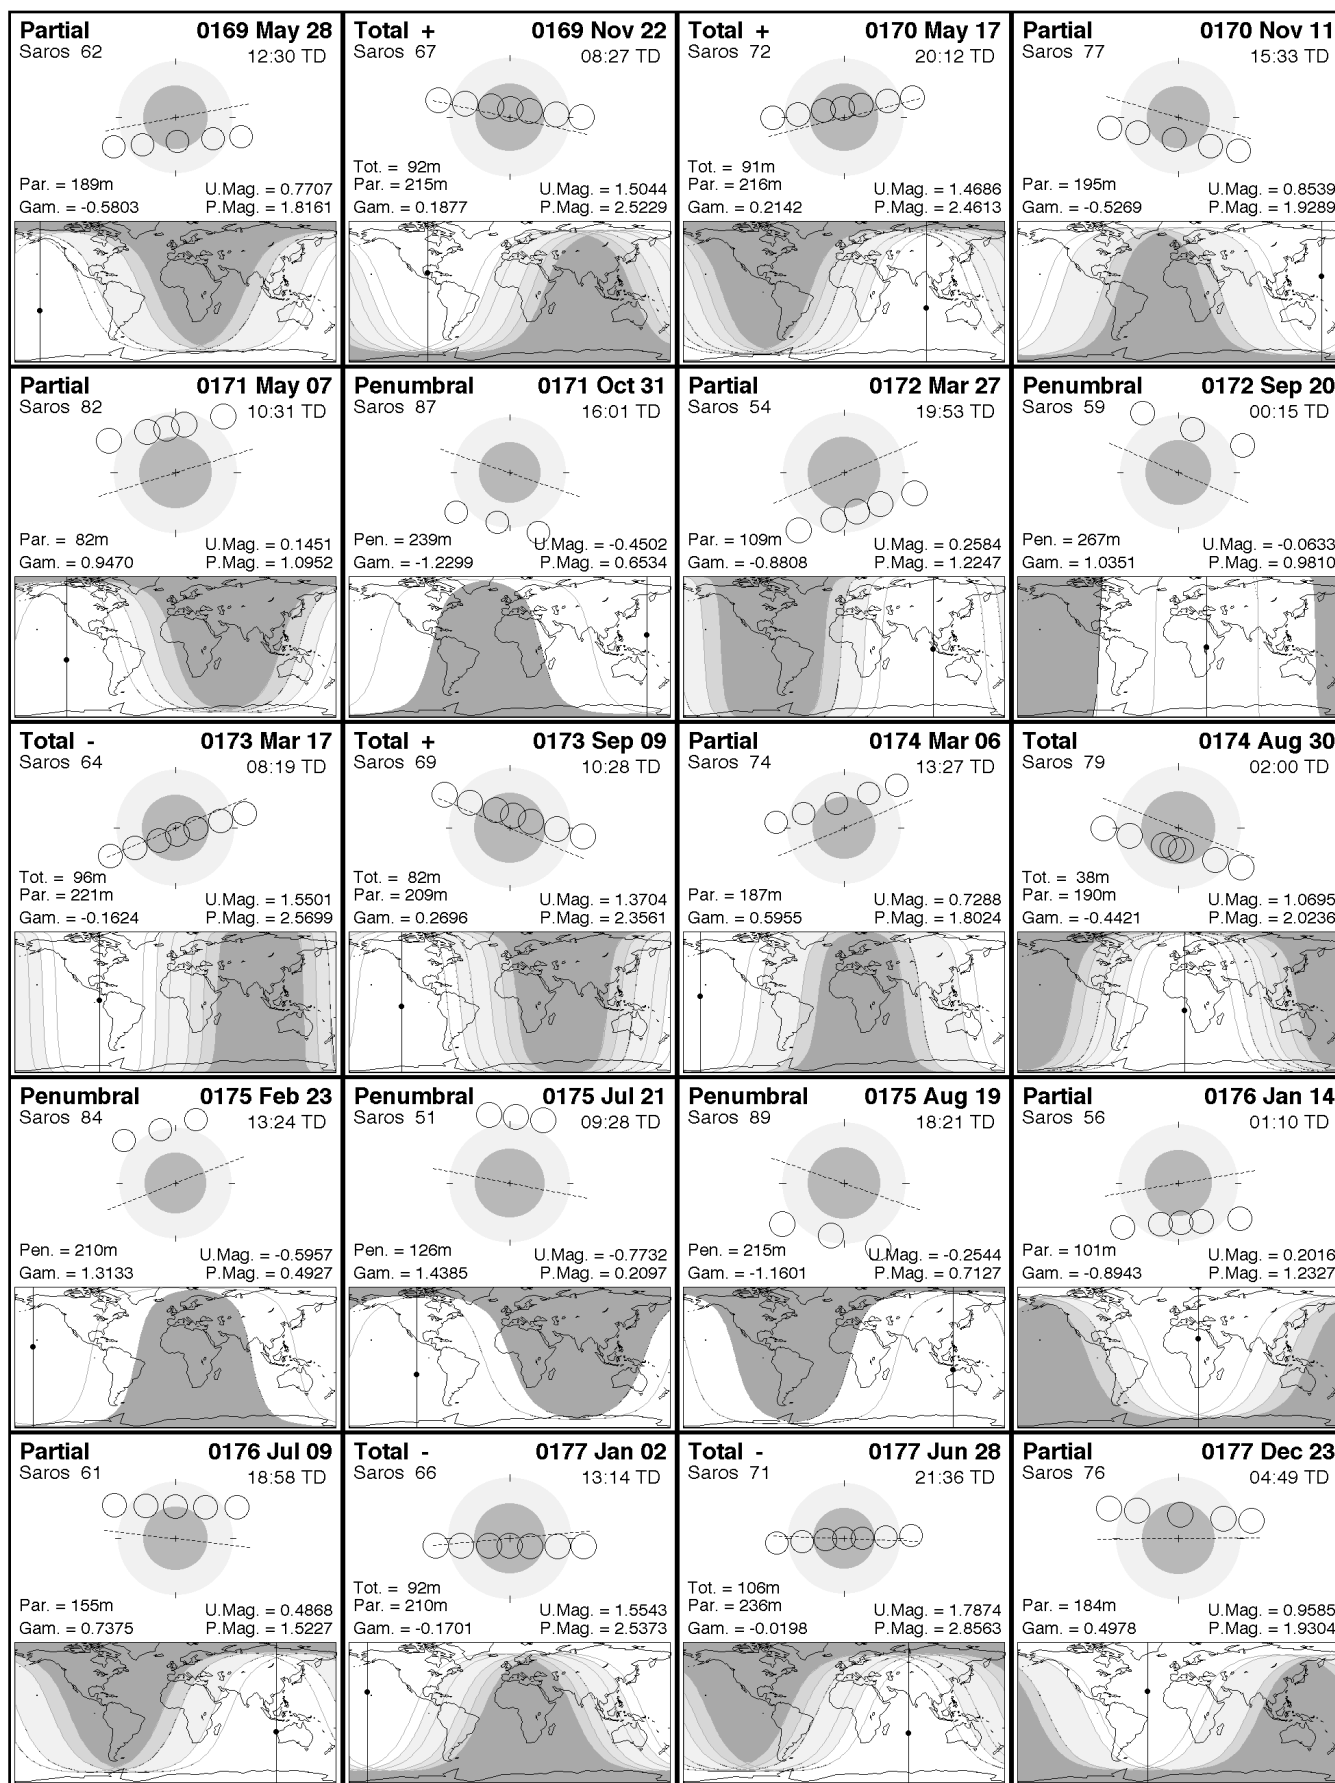 Partial 0169 May 28
Saros 62 12:30 TD
Par. = 189m U.Mag. = 0.7707
Gam. = -0.5803 P.Mag. = 1.8161
Total + 0169 Nov 22
Saros 67 08:27 TD
Tot. = 92m
Par. = 215m U.Mag. = 1.5044
Gam. = 0.1877 P.Mag. = 2.5229
Total + 0170 May 17
Saros 72 20:12 TD
Tot. = 91m
Par. = 216m U.Mag. = 1.4686
Gam. = 0.2142 P.Mag. = 2.4613
Partial 0170 Nov 11
Saros 77 15:33 TD
Par. = 195m U.Mag. = 0.8539
Gam. = -0.5269 P.Mag. = 1.9289
Partial 0171 May 07
Saros 82 10:31 TD
Par. = 82m U.Mag. = 0.1451
Gam. = 0.9470 P.Mag. = 1.0952
Penumbral 0171 Oct 31
Saros 87 16:01 TD
Pen. = 239m U.Mag. = -0.4502
Gam. = -1.2299 P.Mag. = 0.6534
Partial 0172 Mar 27
Saros 54 19:53 TD
Par. = 109m U.Mag. = 0.2584
Gam. = -0.8808 P.Mag. = 1.2247
Penumbral 0172 Sep 20
Saros 59 00:15 TD
Pen. = 267m U.Mag. = -0.0633
Gam. = 1.0351 P.Mag. = 0.9810
Total - 0173 Mar 17
Saros 64 08:19 TD
Tot. = 96m
Par. = 221m U.Mag. = 1.5501
Gam. = -0.1624 P.Mag. = 2.5699
Total + 0173 Sep 09
Saros 69 10:28 TD
Tot. = 82m
Par. = 209m U.Mag. = 1.3704
Gam. = 0.2696 P.Mag. = 2.3561
Partial 0174 Mar 06
Saros 74 13:27 TD
Par. = 187m U.Mag. = 0.7288
Gam. = 0.5955 P.Mag. = 1.8024
Total 0174 Aug 30
Saros 79 02:00 TD
Tot. = 38m
Par. = 190m U.Mag. = 1.0695
Gam. = -0.4421 P.Mag. = 2.0236
Penumbral 0175 Feb 23
Saros 84 13:24 TD
Pen. = 210m U.Mag. = -0.5957
Gam. = 1.3133 P.Mag. = 0.4927
Penumbral 0175 Jul 21
Saros 51 09:28 TD
Pen. = 126m U.Mag. = -0.7732
Gam. = 1.4385 P.Mag. = 0.2097
Penumbral 0175 Aug 19
Saros 89 18:21 TD
Pen. = 215m U.Mag. = -0.2544
Gam. = -1.1601 P.Mag. = 0.7127
Partial 0176 Jan 14
Saros 56 01:10 TD
Par. = 101m U.Mag. = 0.2016
Gam. = -0.8943 P.Mag. = 1.2327
Partial 0176 Jul 09
Saros 61 18:58 TD
Par. = 155m U.Mag. = 0.4868
Gam. = 0.7375 P.Mag. = 1.5227
Total - 0177 Jan 02
Saros 66 13:14 TD
Tot. = 92m
Par. = 210m U.Mag. = 1.5543
Gam. = -0.1701 P.Mag. = 2.5373
Total - 0177 Jun 28
Saros 71 21:36 TD
Tot. = 106m
Par. = 236m U.Mag. = 1.7874
Gam. = -0.0198 P.Mag. = 2.8563
Partial 0177 Dec 23
Saros 76 04:49 TD
Par. = 184m U.Mag. = 0.9585
Gam. = 0.4978 P.Mag. = 1.9304